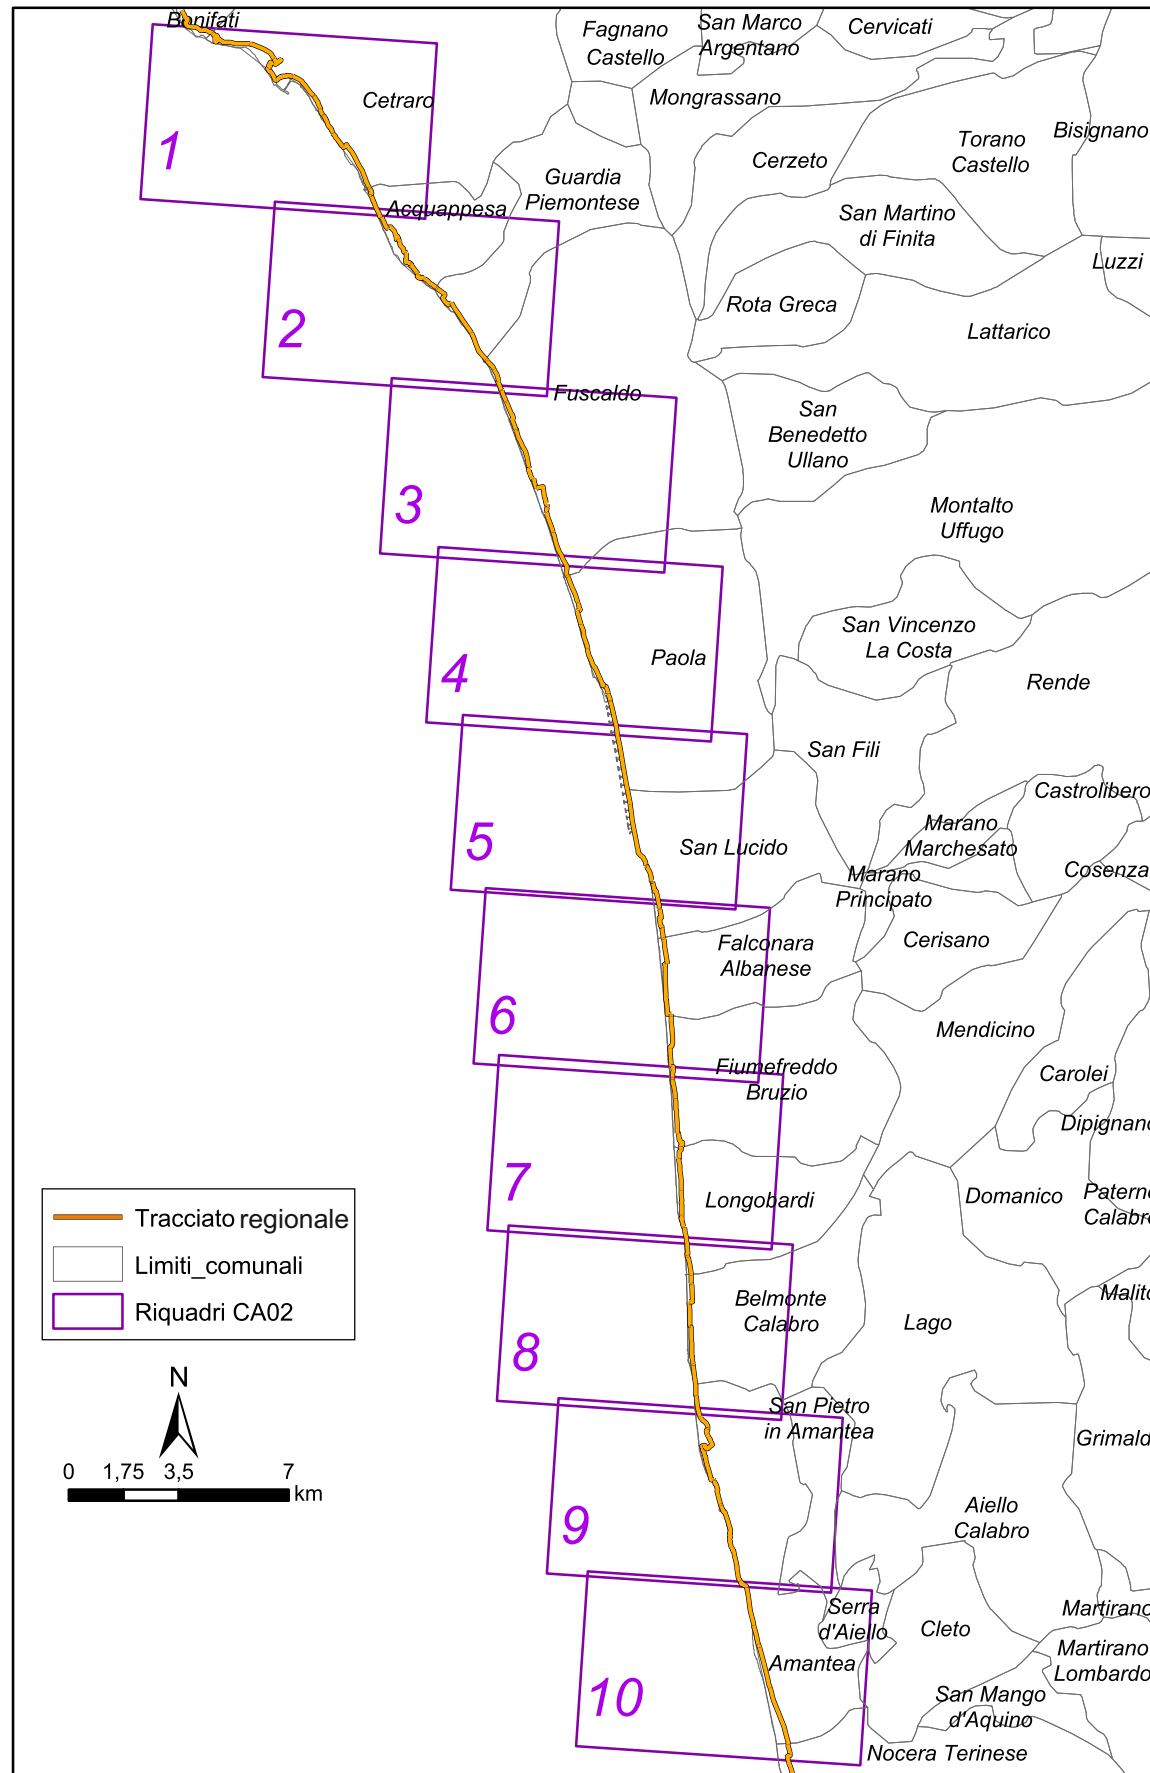 Bonifati
Fagnano
Castello
San Marco
Argentano
Cervicati
Cetraro
Mongrassano
1
Cerzeto
Torano
Castello
Bisignano
Guardia
Piemontese
Acquappesa
San Martino
di Finita
Luzzi
2
Rota Greca
Lattarico
Fuscaldo
San
Benedetto
Ullano
3
Montalto
Uffugo
4
Paola
San Vincenzo
La Costa
Rende
San Fili
Castrolibero
5
San Lucido
Marano
Marchesato
Marano
Principato
Cosenza
Falconara
Albanese
Cerisano
6
Mendicino
Fiumefreddo
Bruzio
Carolei
Dipignano
7
Longobardi
Domanico
Paterno
Calabro
Tracciato regionale
Limiti_comunali
Riquadri CA02
8
Belmonte
Calabro
Lago
Malito
N
0 1,75 3,5 7
km
San Pietro
in Amantea
Grimald
9
Aiello
Calabro
Serra
d'Aiello
Cleto
Martirano
10
Amantea
Martirano
Lombardo
San Mango
d'Aquino
Nocera Terinese